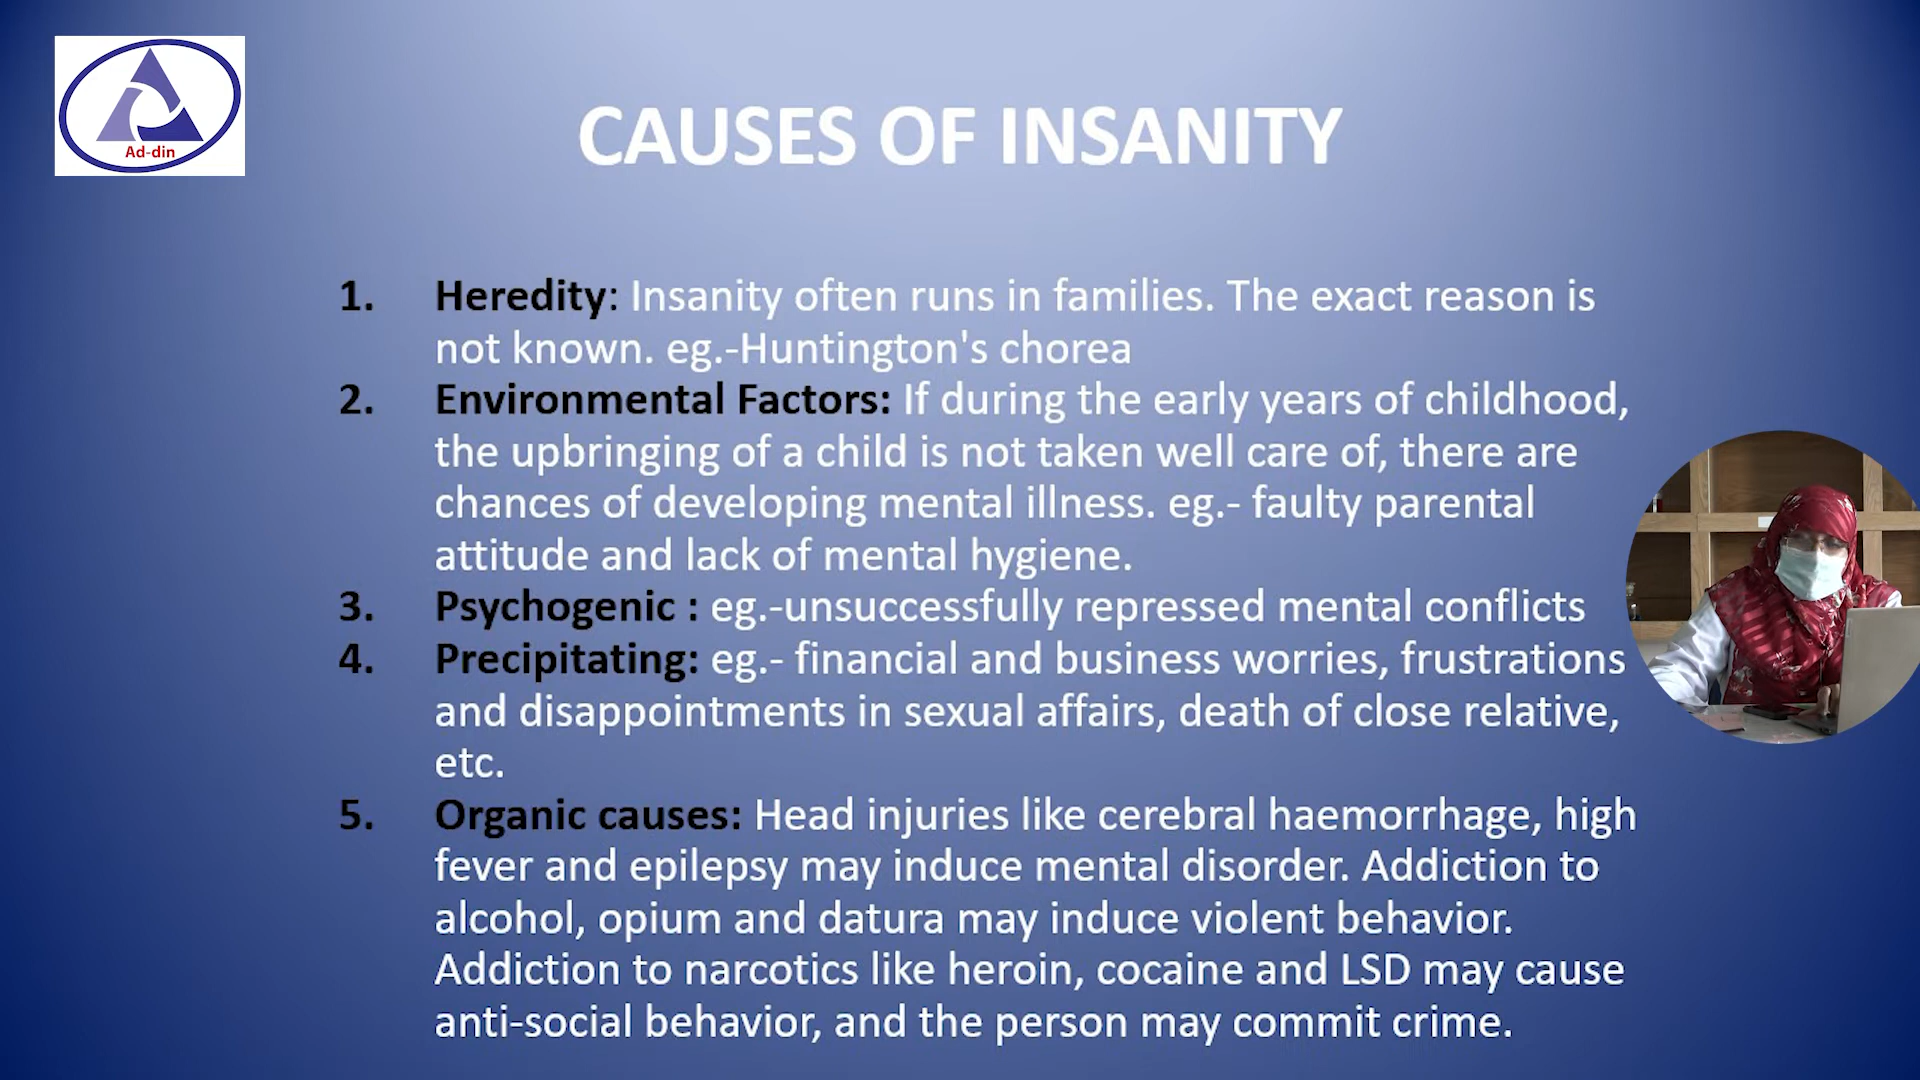 Ad-din
CAUSES OF INSANITY
1. Heredity: Insanity often runs in families. The exact reason is
not known. eg.-Huntington's chorea
2. Environmental Factors: If during the early years of childhood,
the upbringing of a child is not taken well care of, there are
chances of developing mental illness. eg.- faulty parental
attitude and lack of mental hygiene.
3. Psychogenic : eg.-unsuccessfully repressed mental conflicts
4. Precipitating: eg.- financial and business worries, frustrations
and disappointments in sexual affairs, death of close relative,
etc.
5. Organic causes: Head injuries like cerebral haemorrhage, high
fever and epilepsy may induce mental disorder. Addiction to
alcohol, opium and datura may induce violent behavior.
Addiction to narcotics like heroin, cocaine and LSD may cause
anti-social behavior, and the person may commit crime.